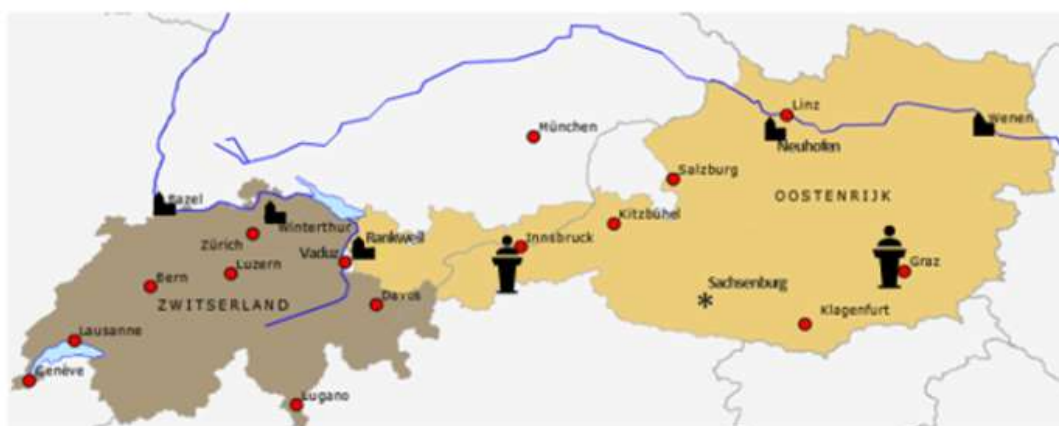 Linz
Wenen
München
Neuhofen
Salzburg
OOSTENRIJK
Bazel
Winterthur
Kitzbühel
Zürich
Rankweil
Innsbruck
Vaduz
Luzern
Graz
Bern
Sachsenburg
ZWITSERLAND
Davos
Klagenfurt
Lausanne
Genève
Lugano